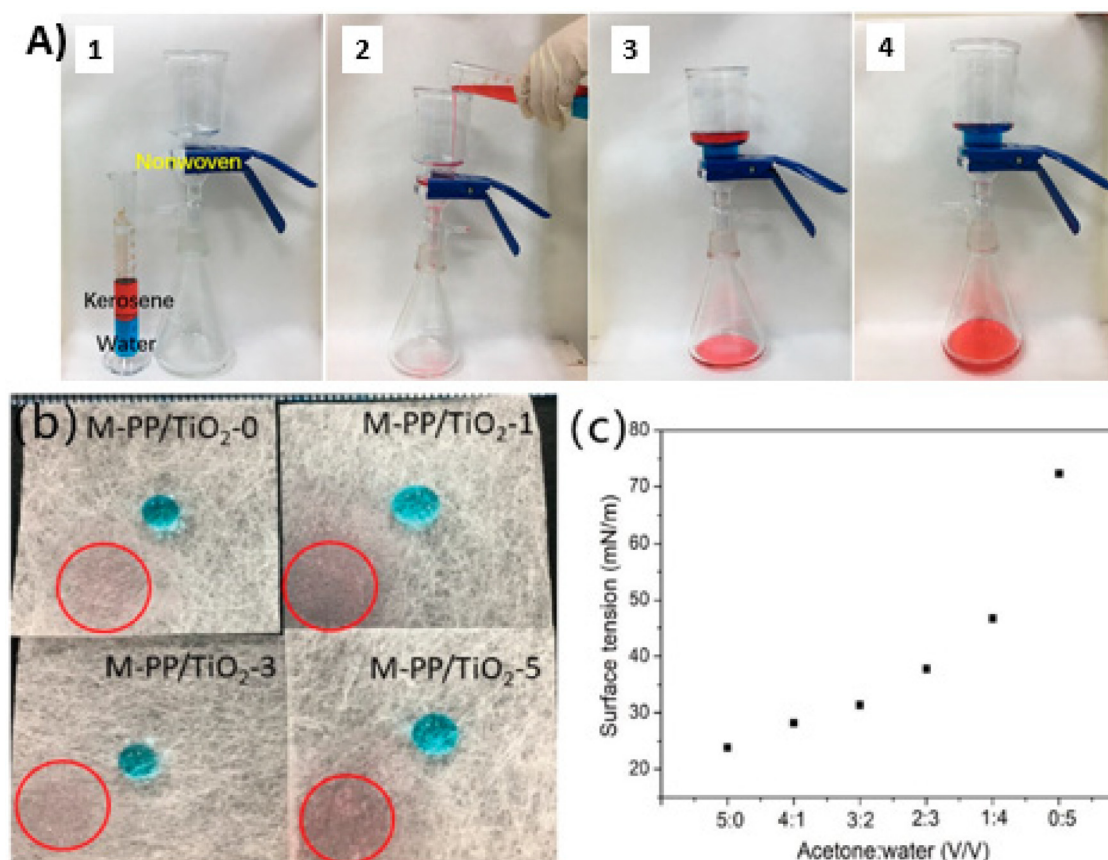 A)
1
2
3
4
Nonwoven
Kerosene
Water
(b)
M-PP/TiO₂-0
M-PP/TiO₂-1
M-PP/TiO₂-3
M-PP/TiO₂-5
(c)
80
70
60
50
40
30
20
Surface tension (mN/m)
5:0 4:1 3:2 2:3 1:4 0:5
Acetone:water (V/V)